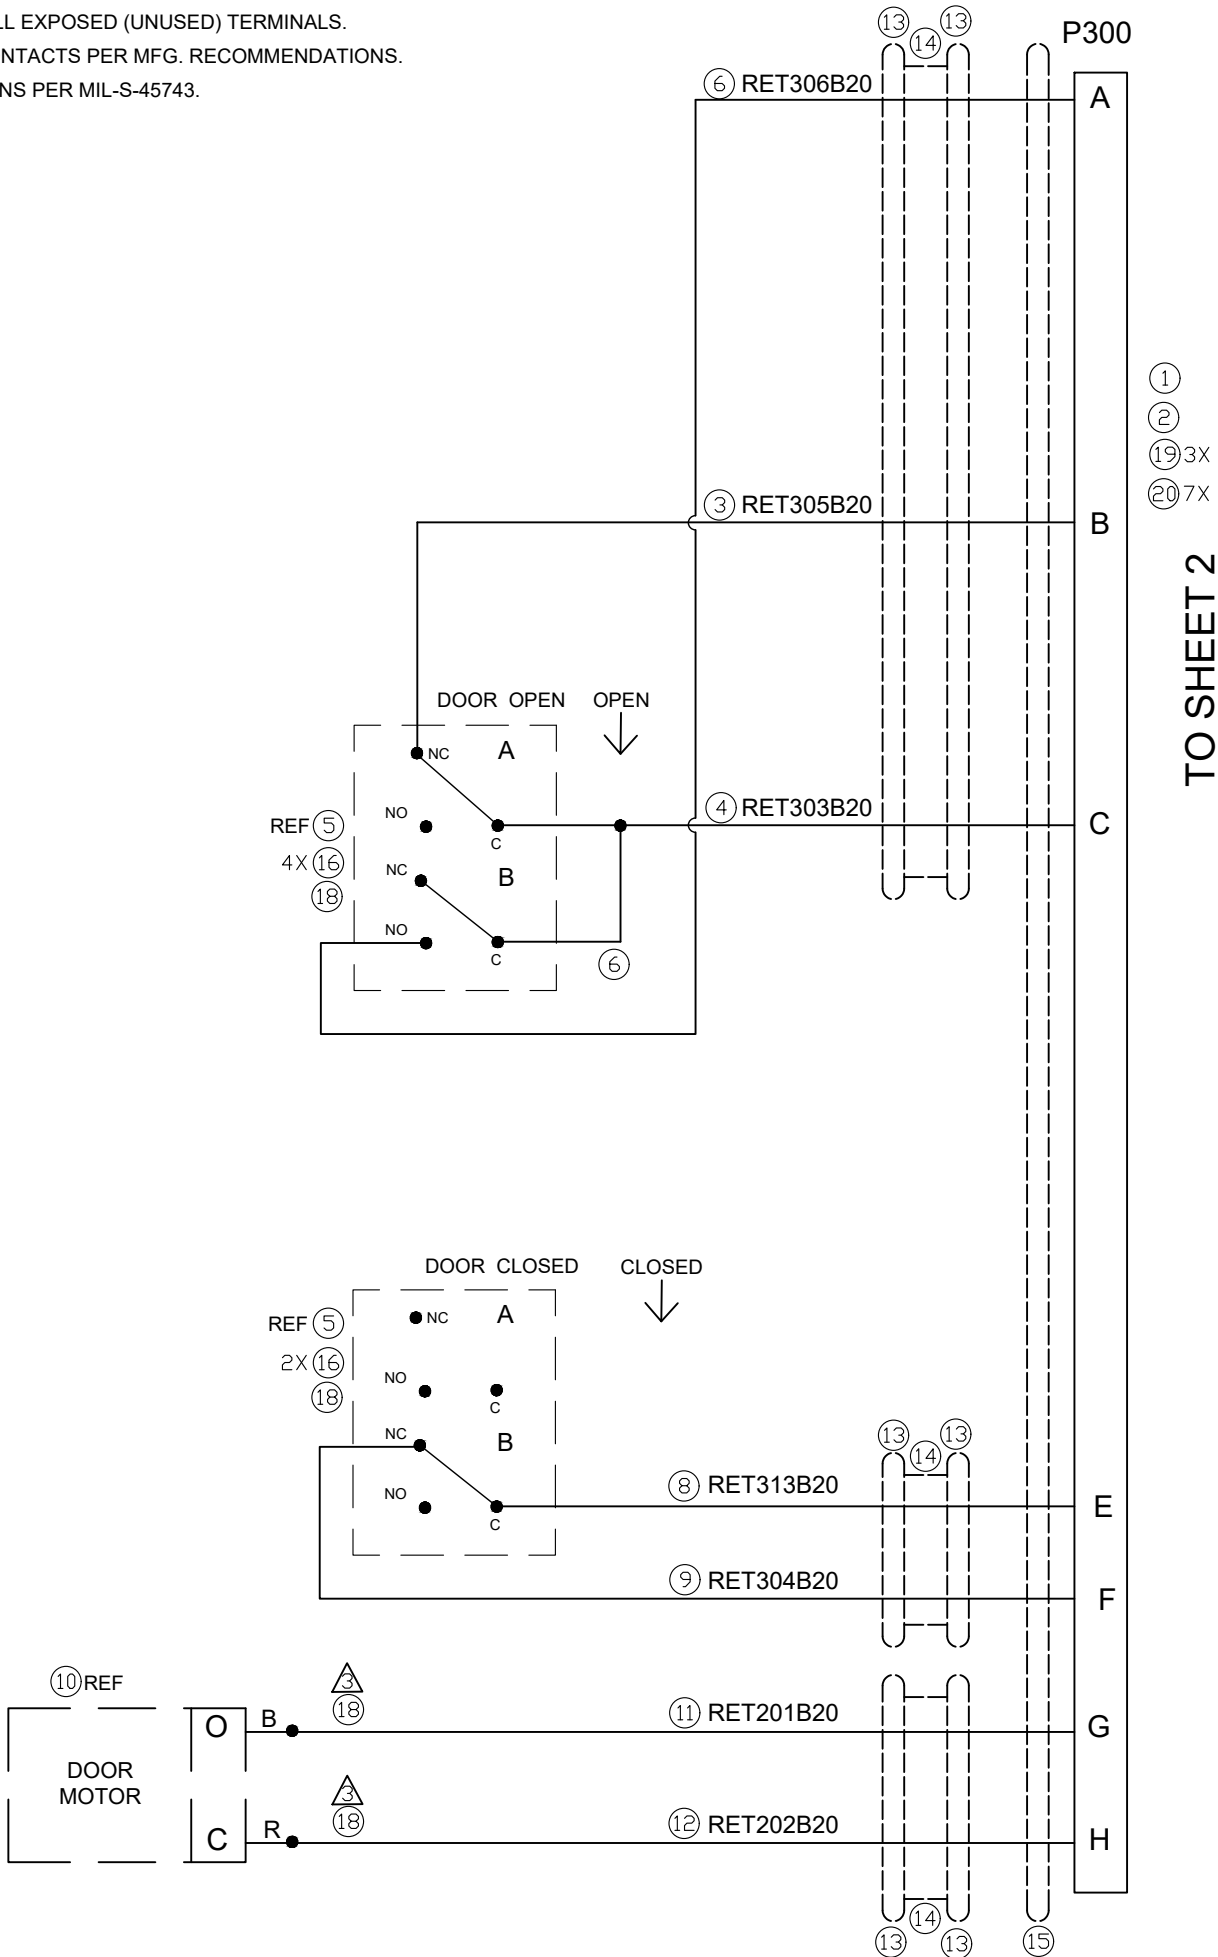 LL EXPOSED (UNUSED) TERMINALS.
NTACTS PER MFG. RECOMMENDATIONS.
NS PER MIL-S-45743.
13 14 13
P300
6 RET306B20
A
1
2
19 3X
20 7X
3 RET305B20
B
TO SHEET 2
DOOR OPEN OPEN
NC A
4 RET303B20
C
NO
C
REF 5
4X 16
18
NC B
NO
C
6
DOOR CLOSED CLOSED
NC A
REF 5
2X 16
18
NO
C
NC B
NO
C
13 14 13
8 RET313B20
E
9 RET304B20
F
10 REF
3
18
DOOR
MOTOR
O B
11 RET201B20
G
3
18
C R
12 RET202B20
H
13 14 13
15